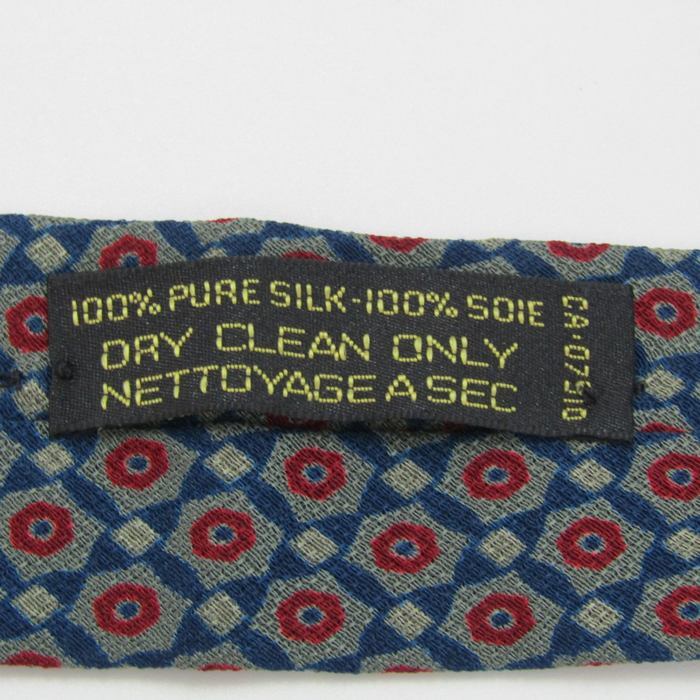 100% PURE SILK-100% SOIE
DRY CLEAN ONLY
NETTOYAGE A SEC
CA·07510